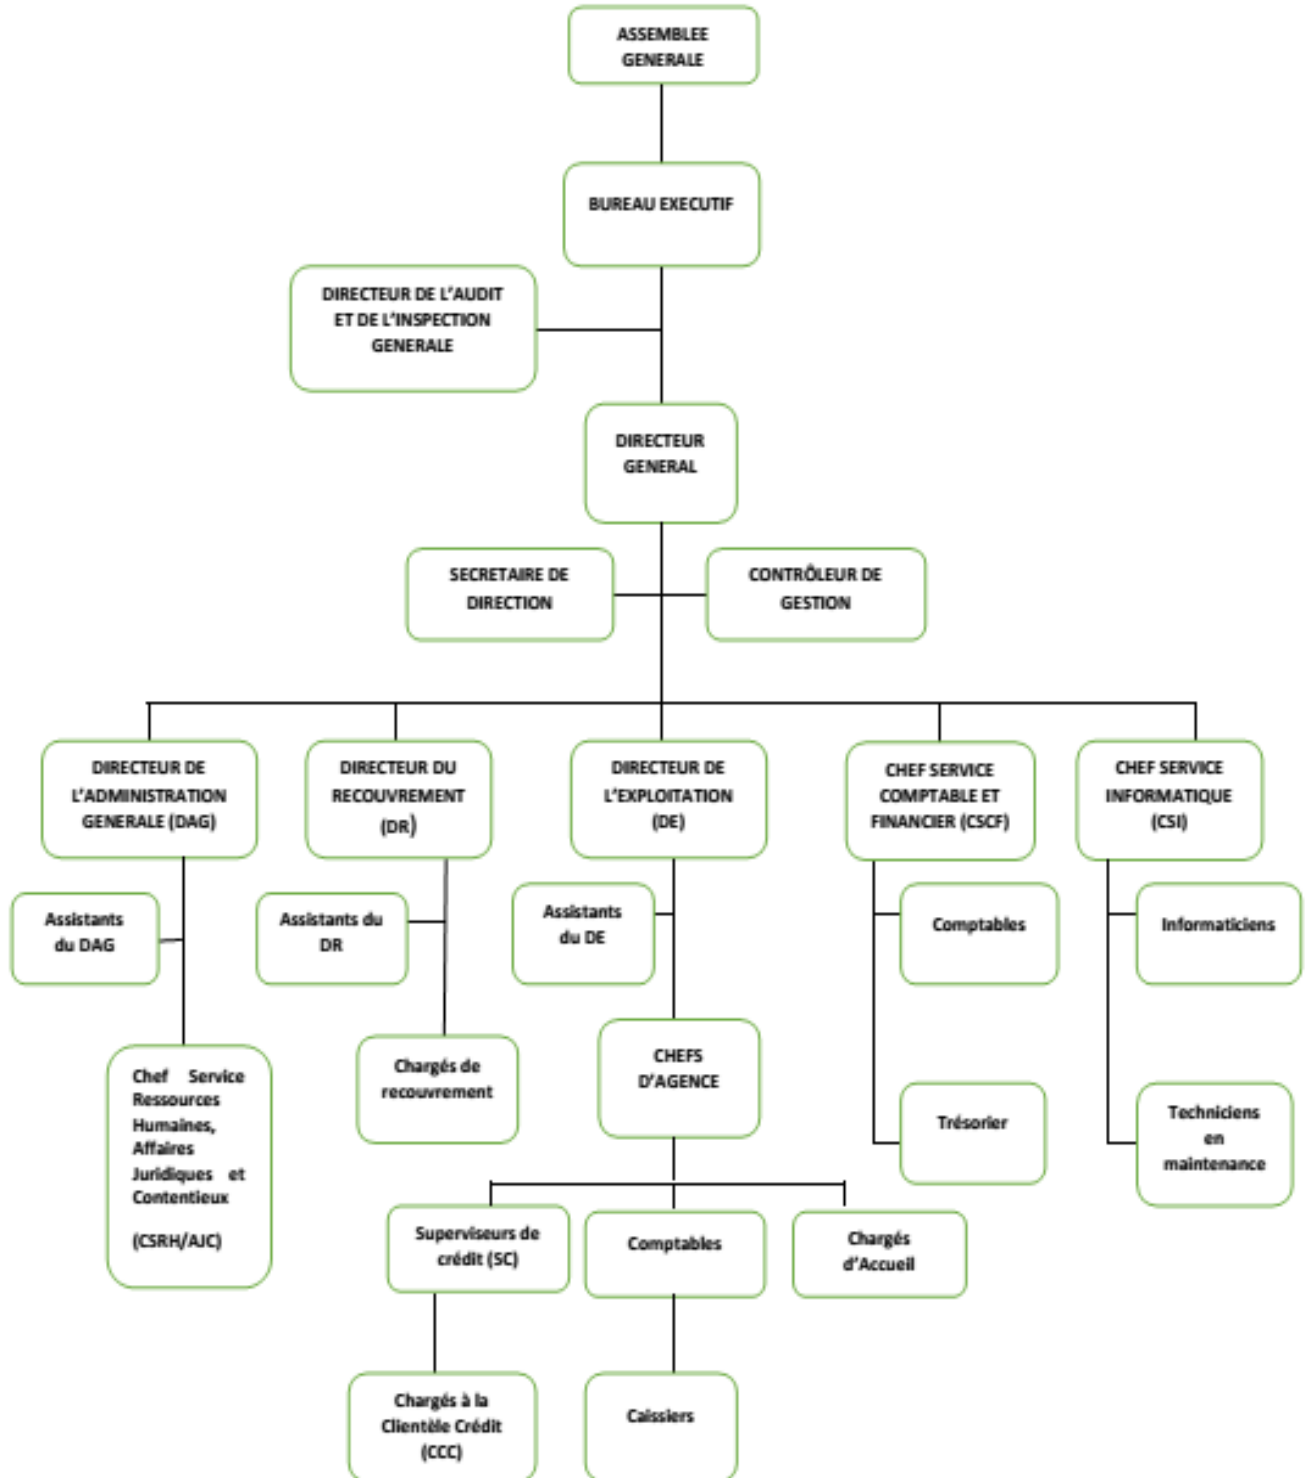 ASSEMBLEE
GENERALE
BUREAU EXECUTIF
DIRECTEUR DE L'AUDIT
ET DE L'INSPECTION
GENERALE
DIRECTEUR
GENERAL
SECRETAIRE DE
DIRECTION
CONTRÔLEUR DE
GESTION
DIRECTEUR DE
L'ADMINISTRATION
GENERALE (DAG)
DIRECTEUR DU
RECOUVREMENT
(DR)
DIRECTEUR DE
L'EXPLOITATION
(DE)
CHEF SERVICE
COMPTABLE ET
FINANCIER (CSCF)
CHEF SERVICE
INFORMATIQUE
(CSI)
Assistants
du DAG
Assistants du
DR
Assistants
du DE
Comptables
Informaticiens
Chef Service
Ressources
Humaines,
Affaires
Juridiques et
Contentieux
(CSRH/AJC)
Chargés de
recouvrement
CHEFS
D'AGENCE
Trésorier
Techniciens
en
maintenance
Superviseurs de
crédit (SC)
Comptables
Chargés
d'Accueil
Chargés à la
Clientèle Crédit
(CCC)
Caissiers